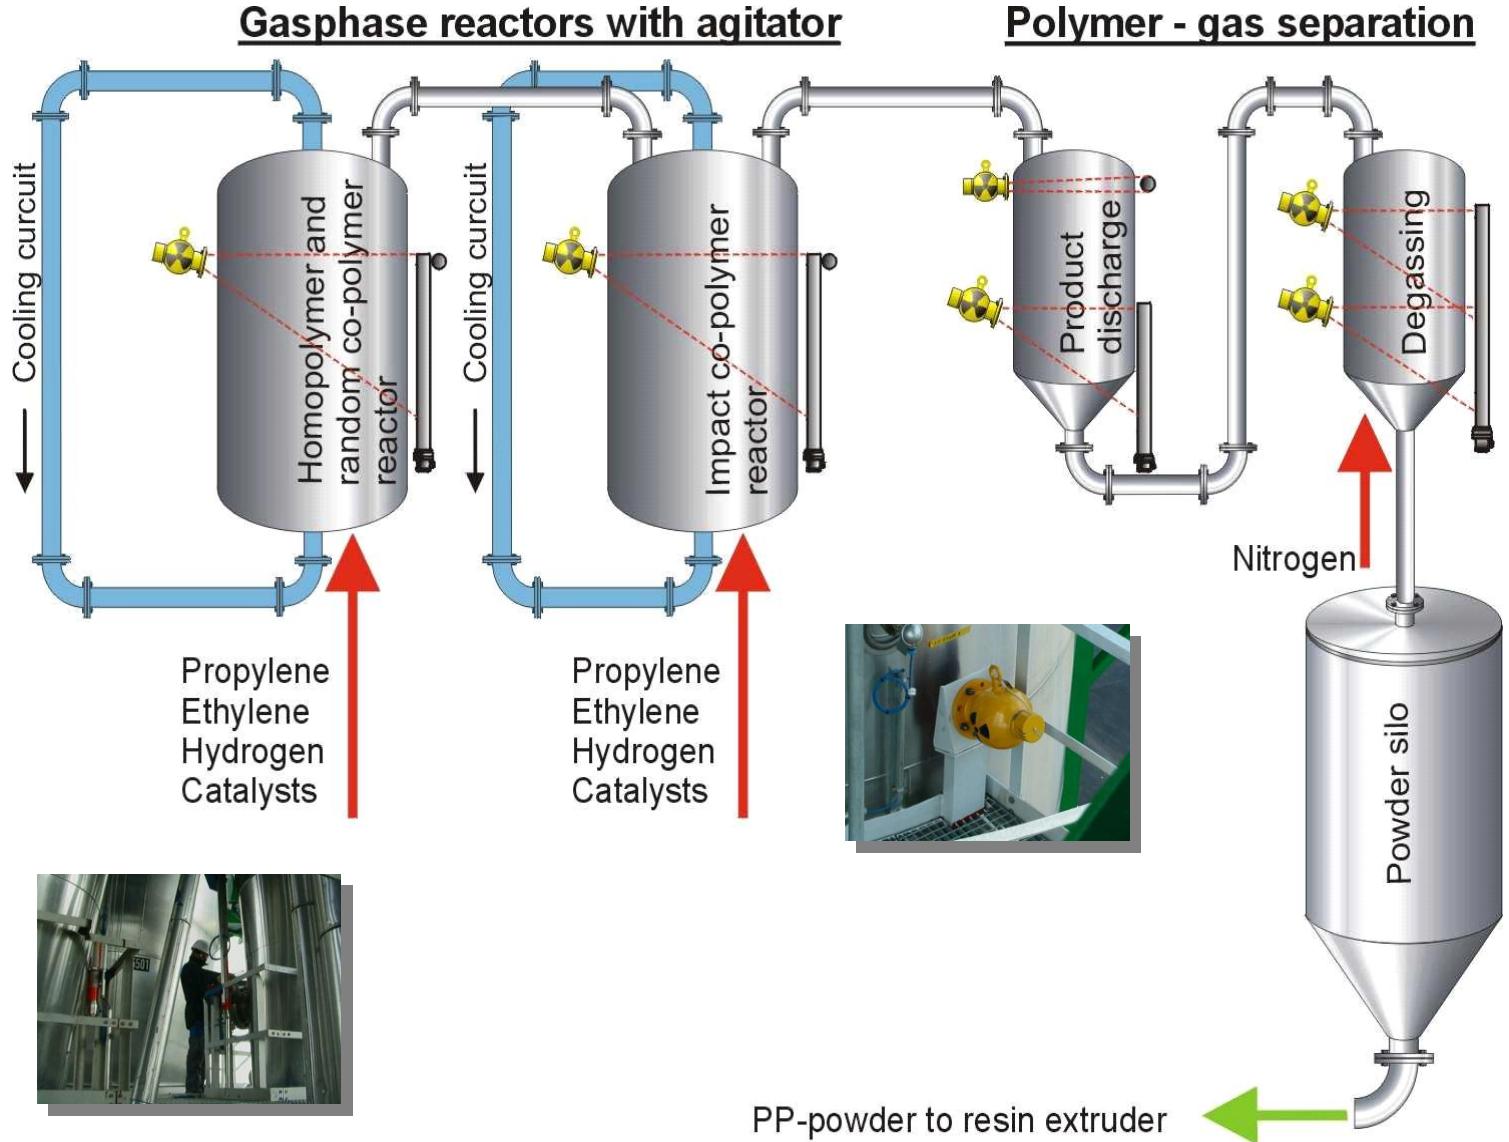 Gasphase reactors with agitator
Polymer - gas separation
Cooling curcuit
Homopolymer and
random co-polymer
reactor
Cooling curcuit
Impact co-polymer
reactor
Product
discharge
Degassing
Nitrogen
Propylene
Ethylene
Hydrogen
Catalysts
Propylene
Ethylene
Hydrogen
Catalysts
Powder silo
PP-powder to resin extruder